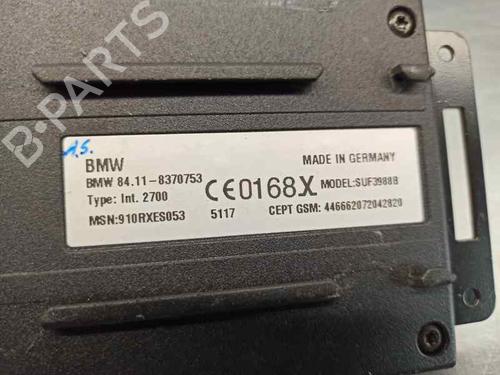 B-PARTS
A.S.
BMW
MADE IN GERMANY
BMW 84.11-8370753
CE0168X
MODEL:SUF3988B
Type: Int. 2700
MSN:910RXES053
5117
CEPT GSM: 446662072042820